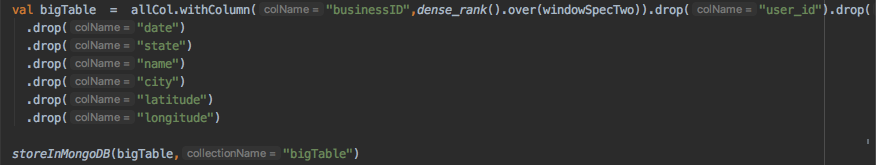 val bigTable = allCol.withColumn( colName = "businessID",dense_rank().over(windowSpecTwo)).drop( colName = "user_id").drop(
.drop( colName = "date")
.drop( colName = "state")
.drop( colName = "name")
.drop( colName = "city")
.drop( colName = "latitude")
.drop( colName = "longitude")
storeInMongoDB(bigTable, collectionName = "bigTable")